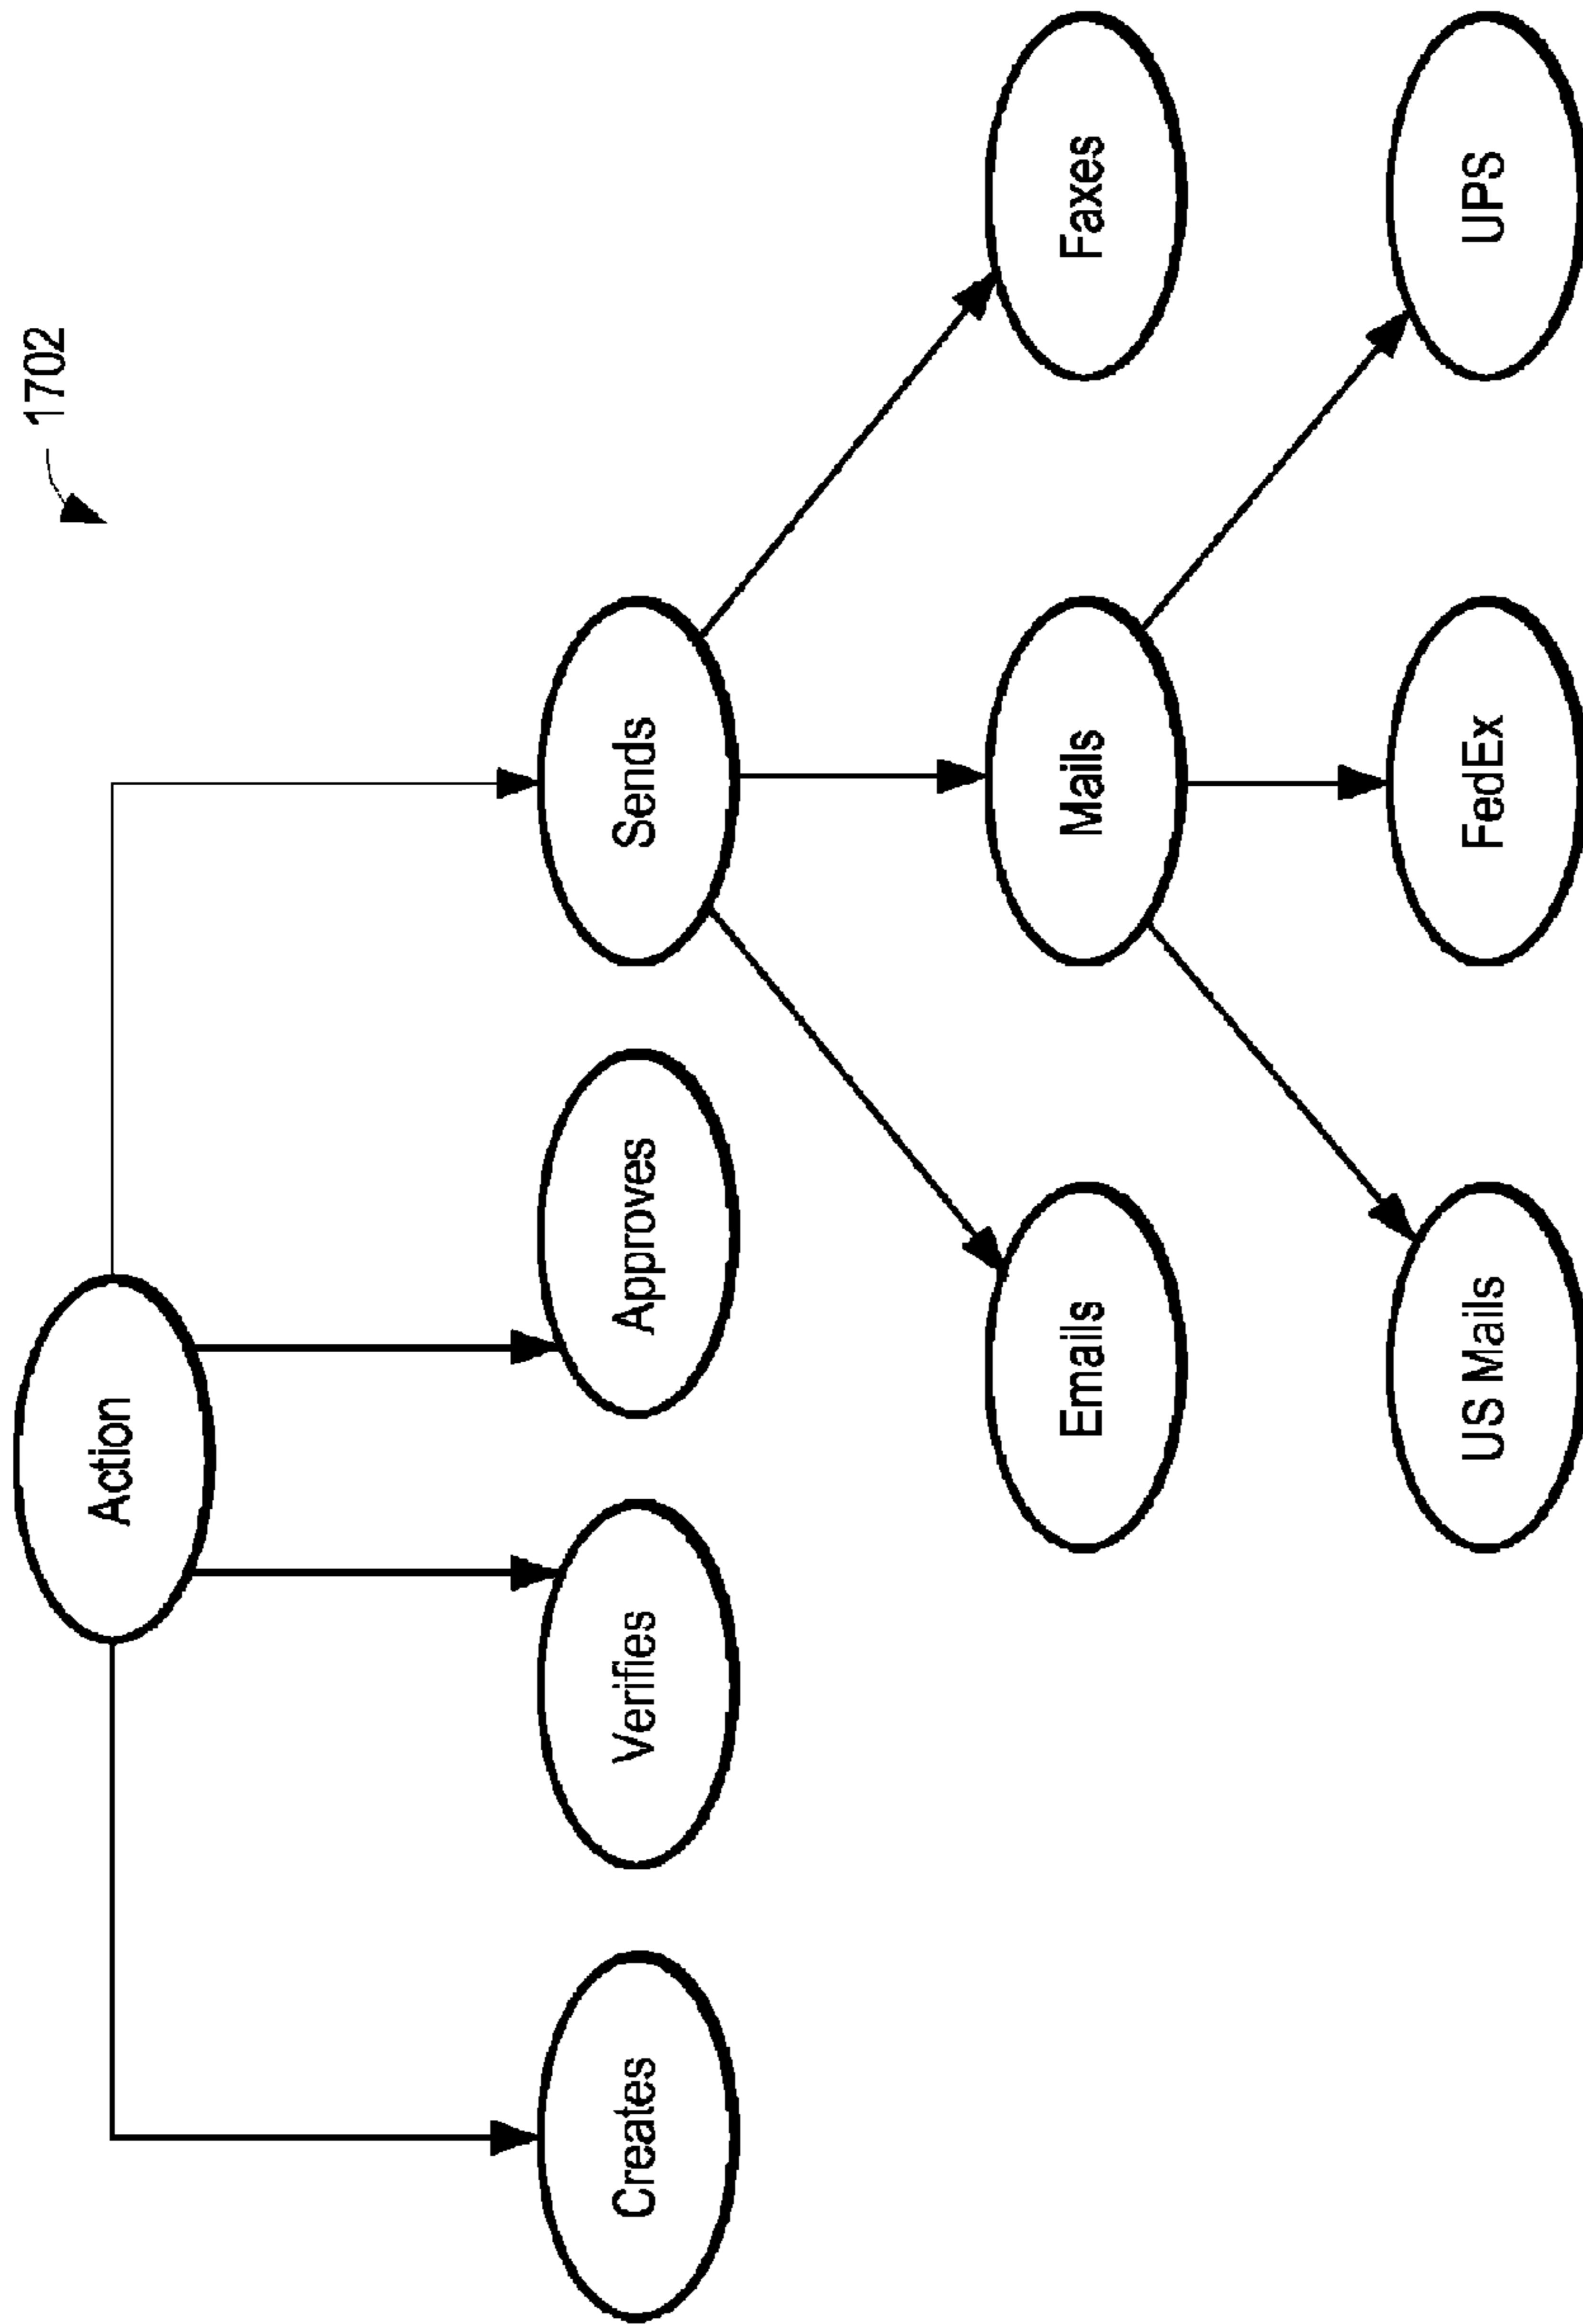 1702
Action
Creates
Verifies
Approves
Sends
Emails
Mails
Faxes
US Mails
FedEx
UPS